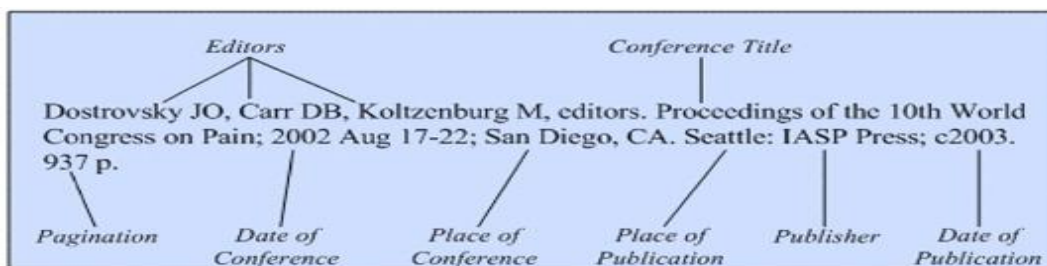 Editors Conference Title
Dostrovsky JO, Carr DB, Koltzenburg M, editors. Proceedings of the 10th World
Congress on Pain; 2002 Aug 17-22; San Diego, CA. Seattle: IASP Press; c2003.
937 p.
Pagination Date of Place of Place of Publisher Date of
Conference Conference Publication Publication